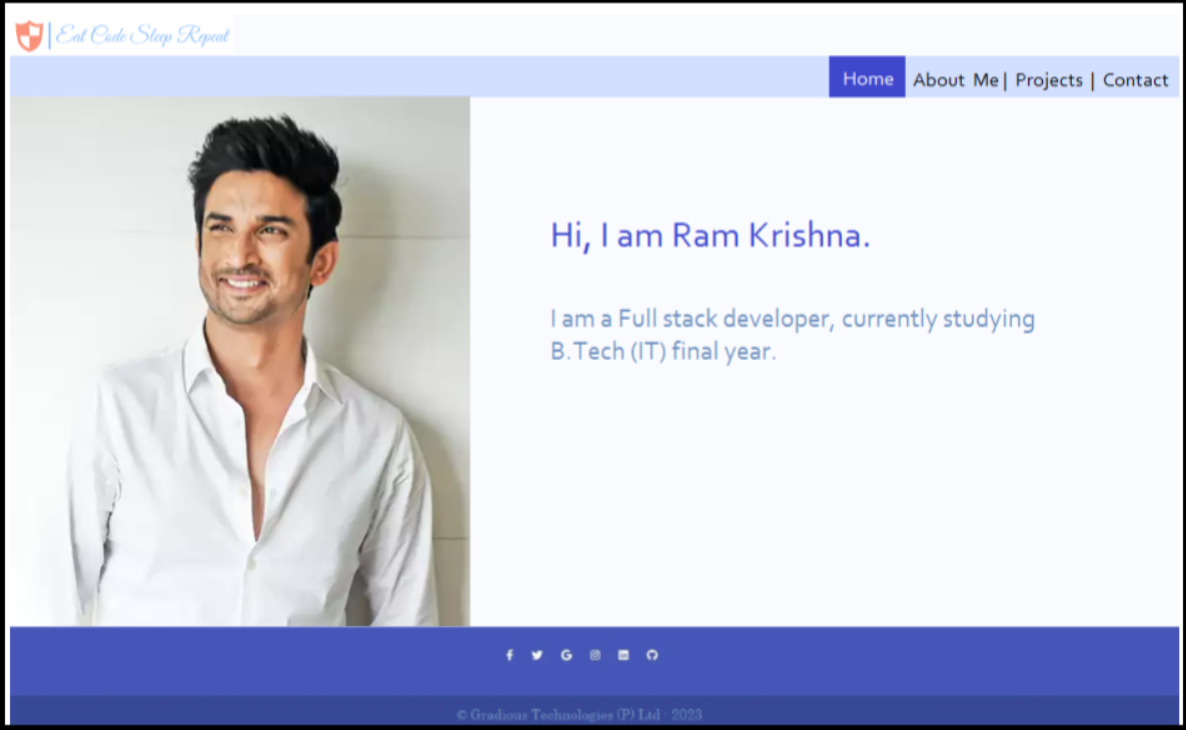 Eat Code Sleep Repeat
Home About Me | Projects | Contact
Hi, I am Ram Krishna.
I am a Full stack developer, currently studying
B.Tech (IT) final year.
© Gradious Technologies (P) Ltd - 2023